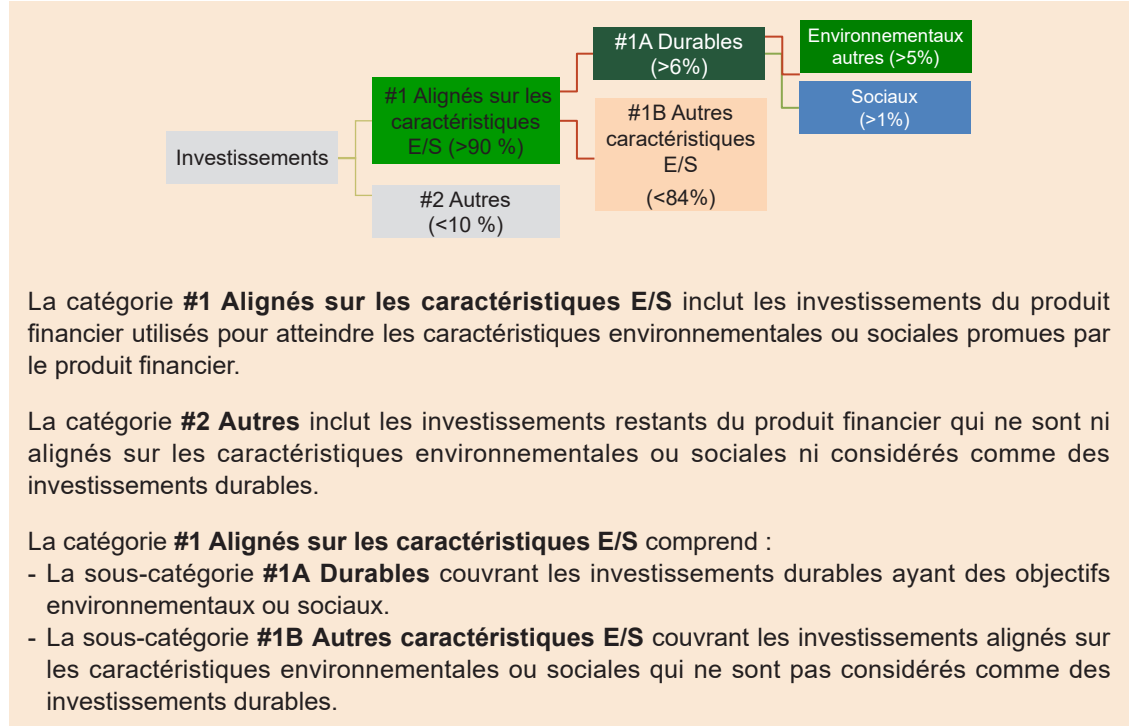 Investissements
#1 Alignés sur les
caractéristiques
E/S (>90 %)
#2 Autres
(<10 %)
#1A Durables
(>6%)
#1B Autres
caractéristiques
E/S
(<84%)
Environnementaux
autres (>5%)
Sociaux
(>1%)
La catégorie #1 Alignés sur les caractéristiques E/S inclut les investissements du produit
financier utilisés pour atteindre les caractéristiques environnementales ou sociales promues par
le produit financier.
La catégorie #2 Autres inclut les investissements restants du produit financier qui ne sont ni
alignés sur les caractéristiques environnementales ou sociales ni considérés comme des
investissements durables.
La catégorie #1 Alignés sur les caractéristiques E/S comprend :
- La sous-catégorie #1A Durables couvrant les investissements durables ayant des objectifs
environnementaux ou sociaux.
- La sous-catégorie #1B Autres caractéristiques E/S couvrant les investissements alignés sur
les caractéristiques environnementales ou sociales qui ne sont pas considérés comme des
investissements durables.